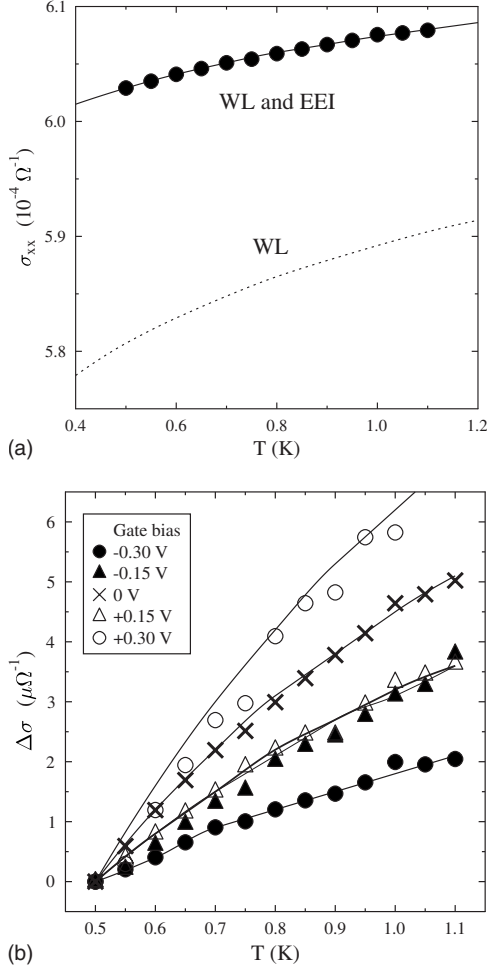 6.1
6.0
5.9
5.8
σxx (10⁻⁴ Ω⁻¹)
WL and EEI
WL
0.4 0.6 0.8 1.0 1.2
(a) T (K)
6
5
4
3
2
1
0
Δσ (μΩ⁻¹)
Gate bias
-0.30 V
-0.15 V
0 V
+0.15 V
+0.30 V
0.5 0.6 0.7 0.8 0.9 1.0 1.1
(b) T (K)